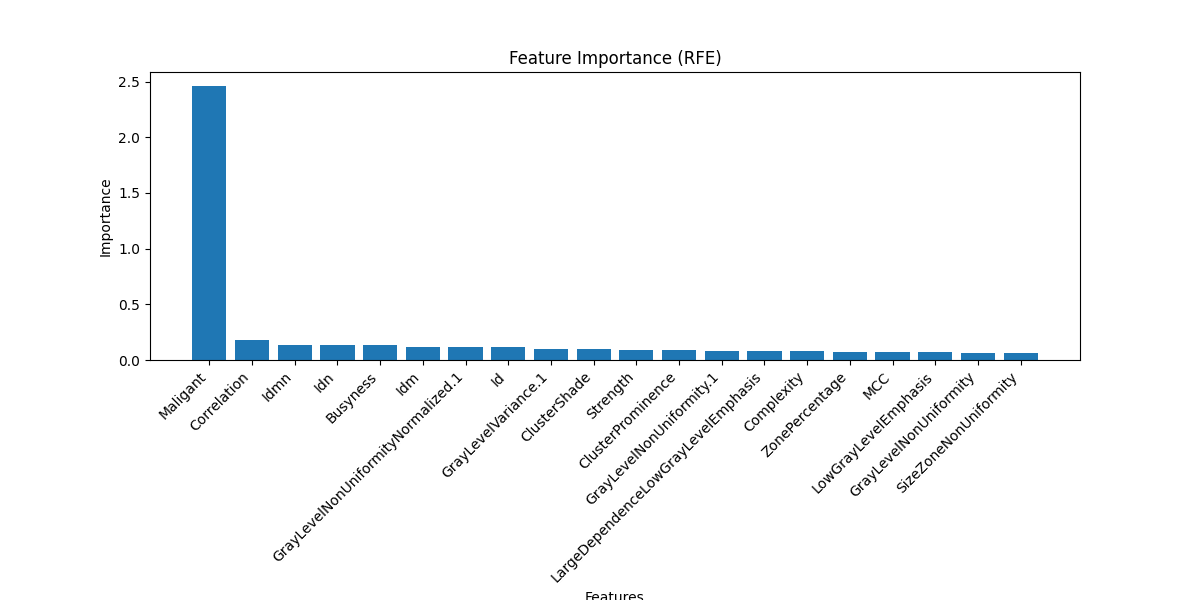 Feature Importance (RFE)
Importance
2.5
2.0
1.5
1.0
0.5
0.0
Maligant
Correlation
Idmn
Idn
Busyness
Idm
GrayLevelNonUniformityNormalized.1
Id
GrayLevelVariance.1
ClusterShade
Strength
ClusterProminence
GrayLevelNonUniformity.1
LargeDependenceLowGrayLevelEmphasis
Complexity
ZonePercentage
MCC
LowGrayLevelEmphasis
GrayLevelNonUniformity
SizeZoneNonUniformity
Features